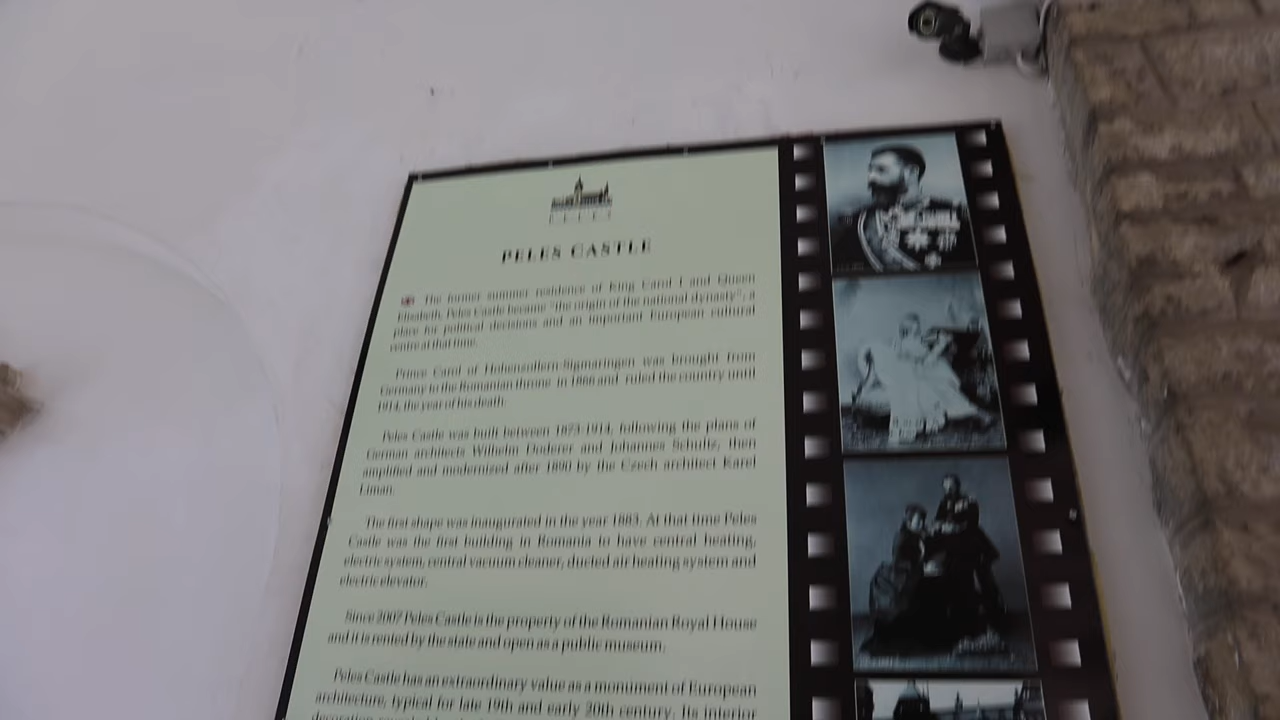 PELES
PELES CASTLE
The former summer residence of King Carol I and Queen
Elisabeth, Peles Castle became "the origin of the national dynasty", a
place for political decisions and an important European cultural
centre at that time.
Prince Carol of Hohenzollern-Sigmaringen was brought from
Germany to the Romanian throne in 1866 and ruled the country until
1914, the year of his death.
Peles Castle was built between 1873-1914, following the plans of
German architects Wilhelm Doderer and Johannes Schultz, then
amplified and modernized after 1890 by the Czech architect Karel
Liman.
The first shape was inaugurated in the year 1883. At that time Peles
Castle was the first building in Romania to have central heating,
electric system, central vacuum cleaner, ducted air heating system and
electric elevator.
Since 2007 Peles Castle is the property of the Romanian Royal House
and it is rented by the state and open as a public museum.
Peles Castle has an extraordinary value as a monument of European
architecture, typical for late 19th and early 20th century. Its interior